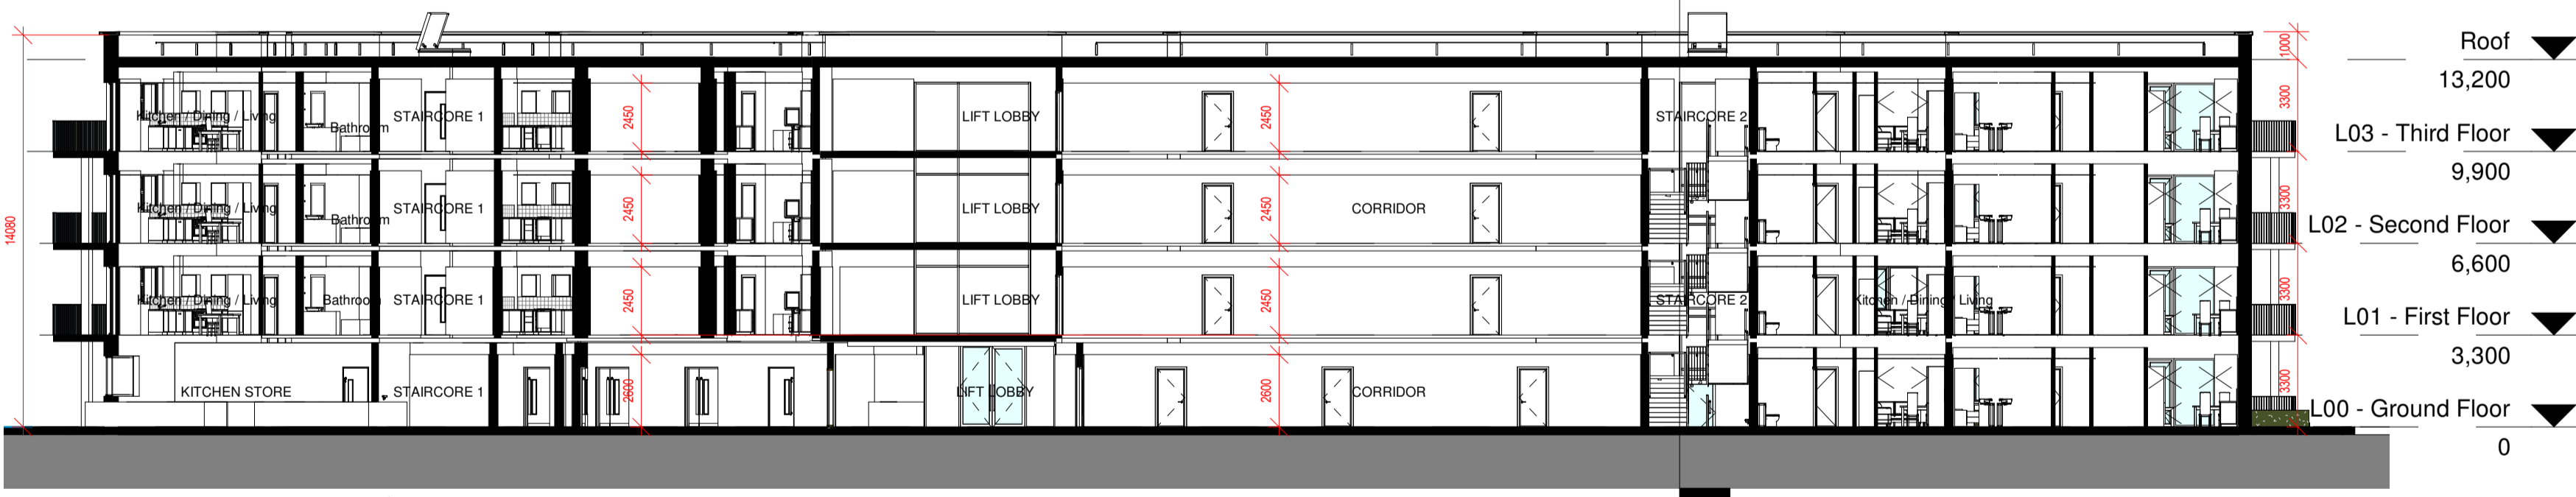 Roof
13,200
1000
3300
Kitchen / Dining / Living
Bathroom
STAIRCORE 1
2450
LIFT LOBBY
2450
STAIRCORE 2
L03 - Third Floor
9,900
14080
Kitchen / Dining / Living
Bathroom
STAIRCORE 1
2450
LIFT LOBBY
2450
CORRIDOR
3300
L02 - Second Floor
6,600
Kitchen / Dining / Living
Bathroom
STAIRCORE 1
2450
LIFT LOBBY
2450
STAIRCORE 2
Kitchen / Dining / Living
3300
L01 - First Floor
3,300
KITCHEN STORE
STAIRCORE 1
2600
LIFT LOBBY
2600
CORRIDOR
3300
L00 - Ground Floor
0